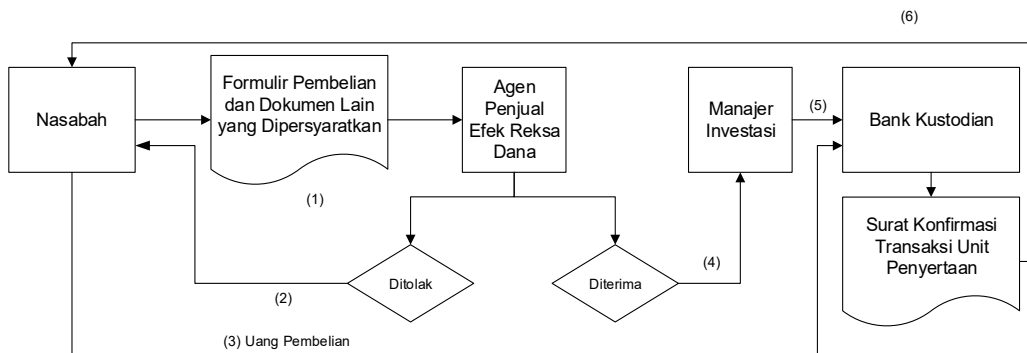 (6)
Nasabah
Formulir Pembelian
dan Dokumen Lain
yang Dipersyaratkan
(1)
Agen
Penjual
Efek Reksa
Dana
Manajer
Investasi
(5)
Bank Kustodian
Surat Konfirmasi
Transaksi Unit
Penyertaan
Ditolak
(2)
Diterima
(4)
(3) Uang Pembelian